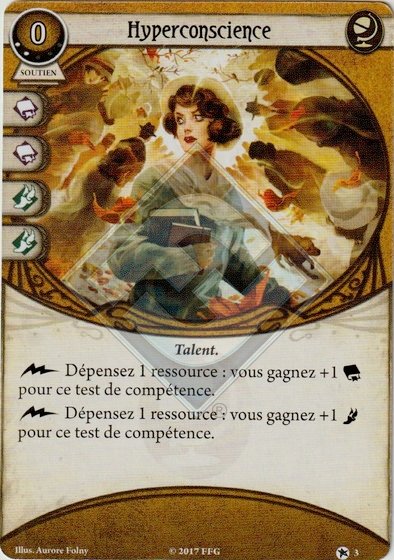 Hyperconscience
0
SOUTIEN
Talent.
Dépensez 1 ressource : vous gagnez +1
pour ce test de compétence.
Dépensez 1 ressource : vous gagnez +1
pour ce test de compétence.
Illus. Aurore Folny
© 2017 FFG
3